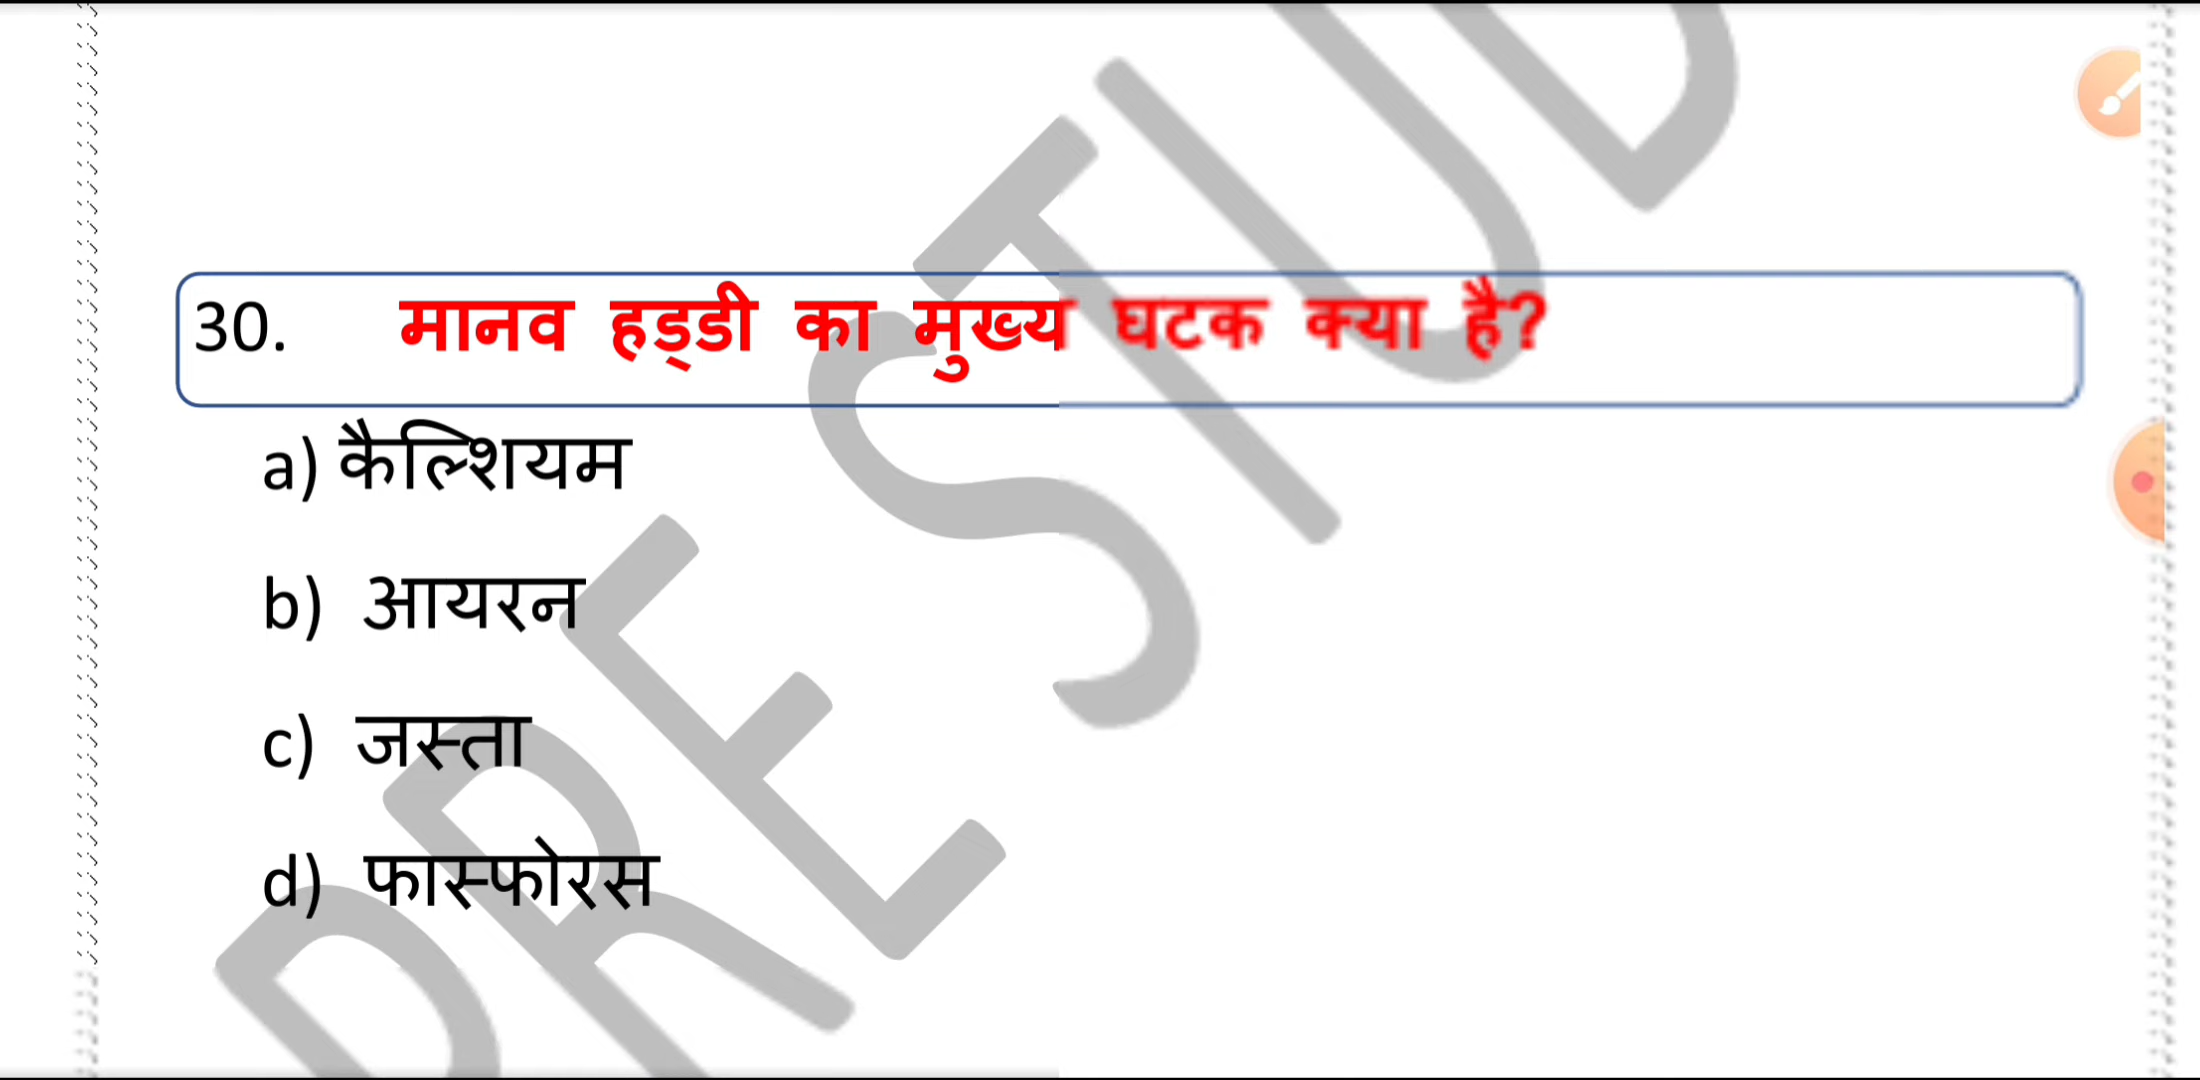 30. मानव हड्डी का मुख्य घटक क्या है?
a) कैल्शियम
b) आयरन
c) जस्ता
d) फास्फोरस